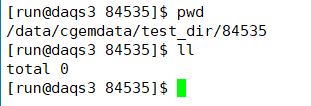 [run@daqs3 84535]$ pwd
/data/cgemdata/test_dir/84535
[run@daqs3 84535]$ ll
total 0
[run@daqs3 84535]$